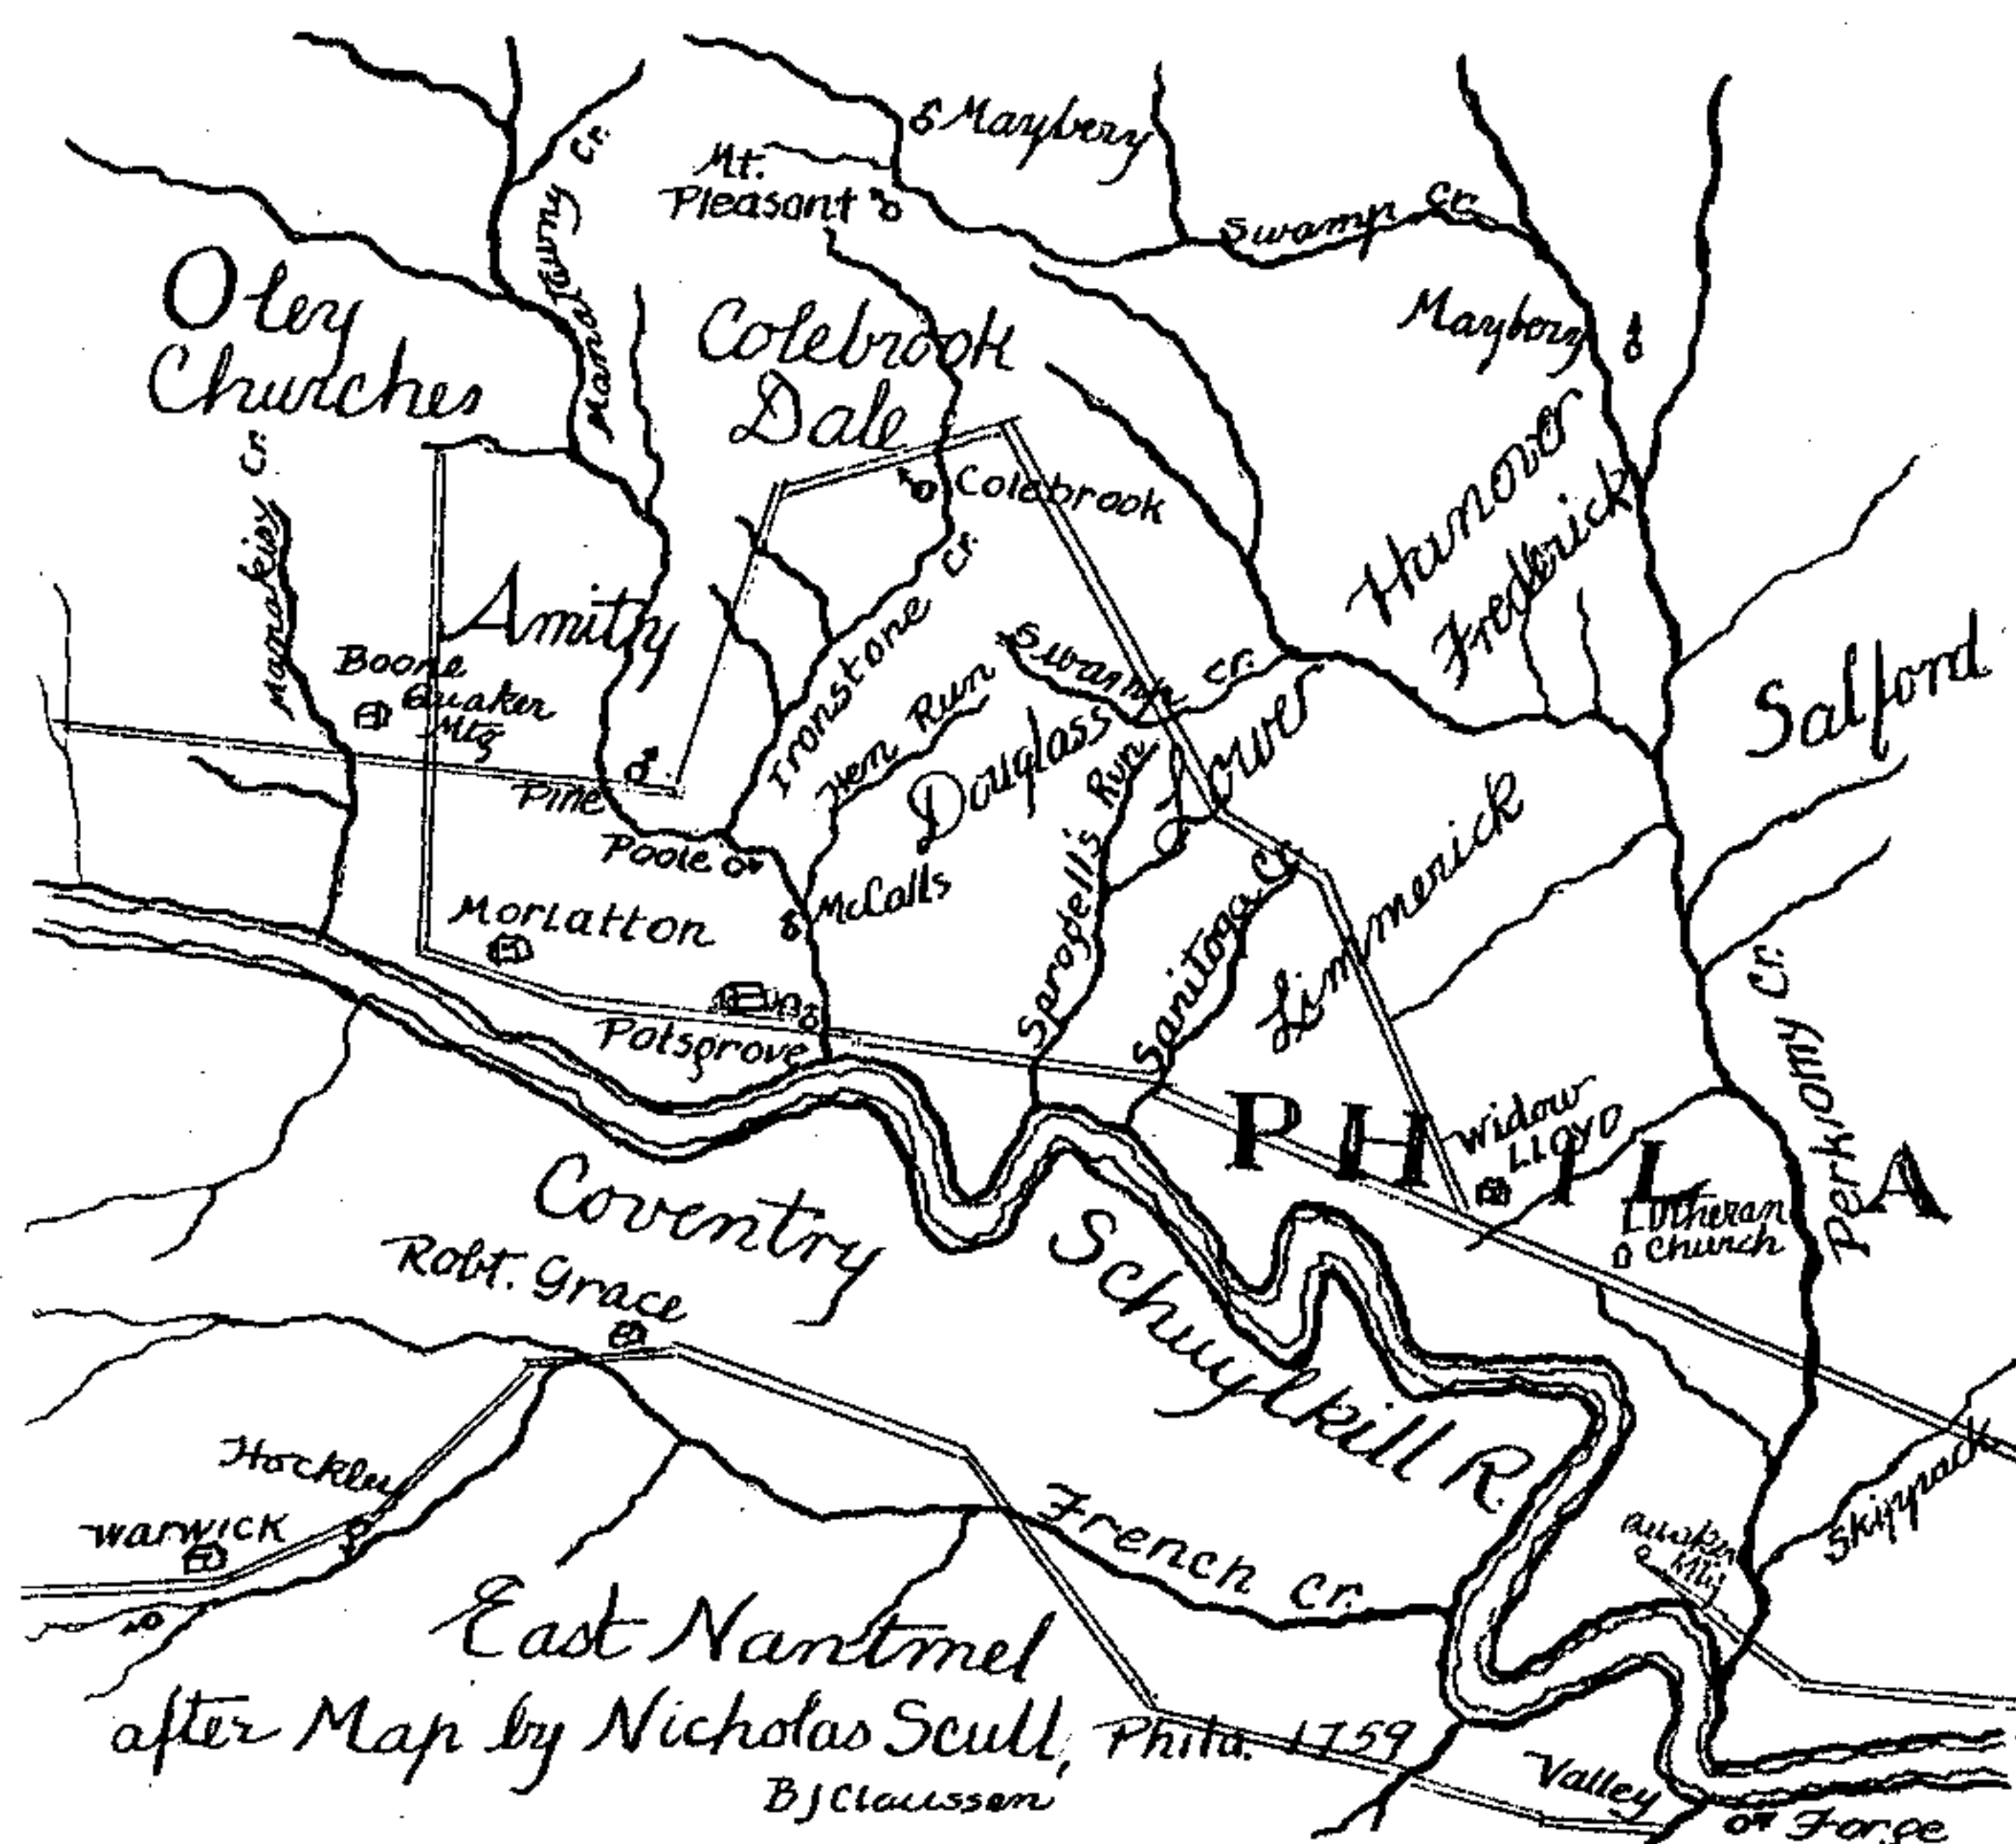 Maybery
Mt.
Pleasant
Swamp Cr.
Manatawny Cr.
Oley
Churches
Colebrook
Dale
Maybery
Colebrook
Hanover
Frederick
Manakisy Cr.
Amity
Boone
Quaker
Mtg
Ironstone Cr.
Swamp Cr.
Hen Run
Douglass
Lower
Salford
Pine
Poole
McCalls
Sprogells Run
Sanitoga Cr.
Limmerick
Morlatton
Potsgrove
Perkiomy Cr.
PHILA
Widow
LLOYD
Lutheran
Church
Coventry
Robt. Grace
Schuylkill R.
Hockley
Warwick
French Cr.
Quaker
Mtg
Skippack
East Nantmel
after Map by Nicholas Scull, Phila. 1759
BJ Claussen
Valley
Forge